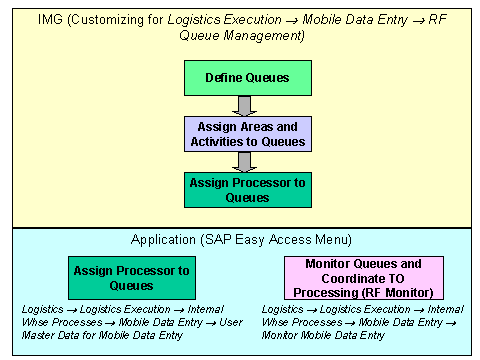 IMG (Customizing for Logistics Execution → Mobile Data Entry → RF
Queue Management)
Define Queues
Assign Areas and
Activities to Queues
Assign Processor to
Queues
Application (SAP Easy Access Menu)
Assign Processor to
Queues
Logistics → Logistics Execution → Internal
Whse Processes → Mobile Data Entry → User
Master Data for Mobile Data Entry
Monitor Queues and
Coordinate TO
Processing (RF Monitor)
Logistics → Logistics Execution → Internal
Whse Processes → Mobile Data Entry →
Monitor Mobile Data Entry